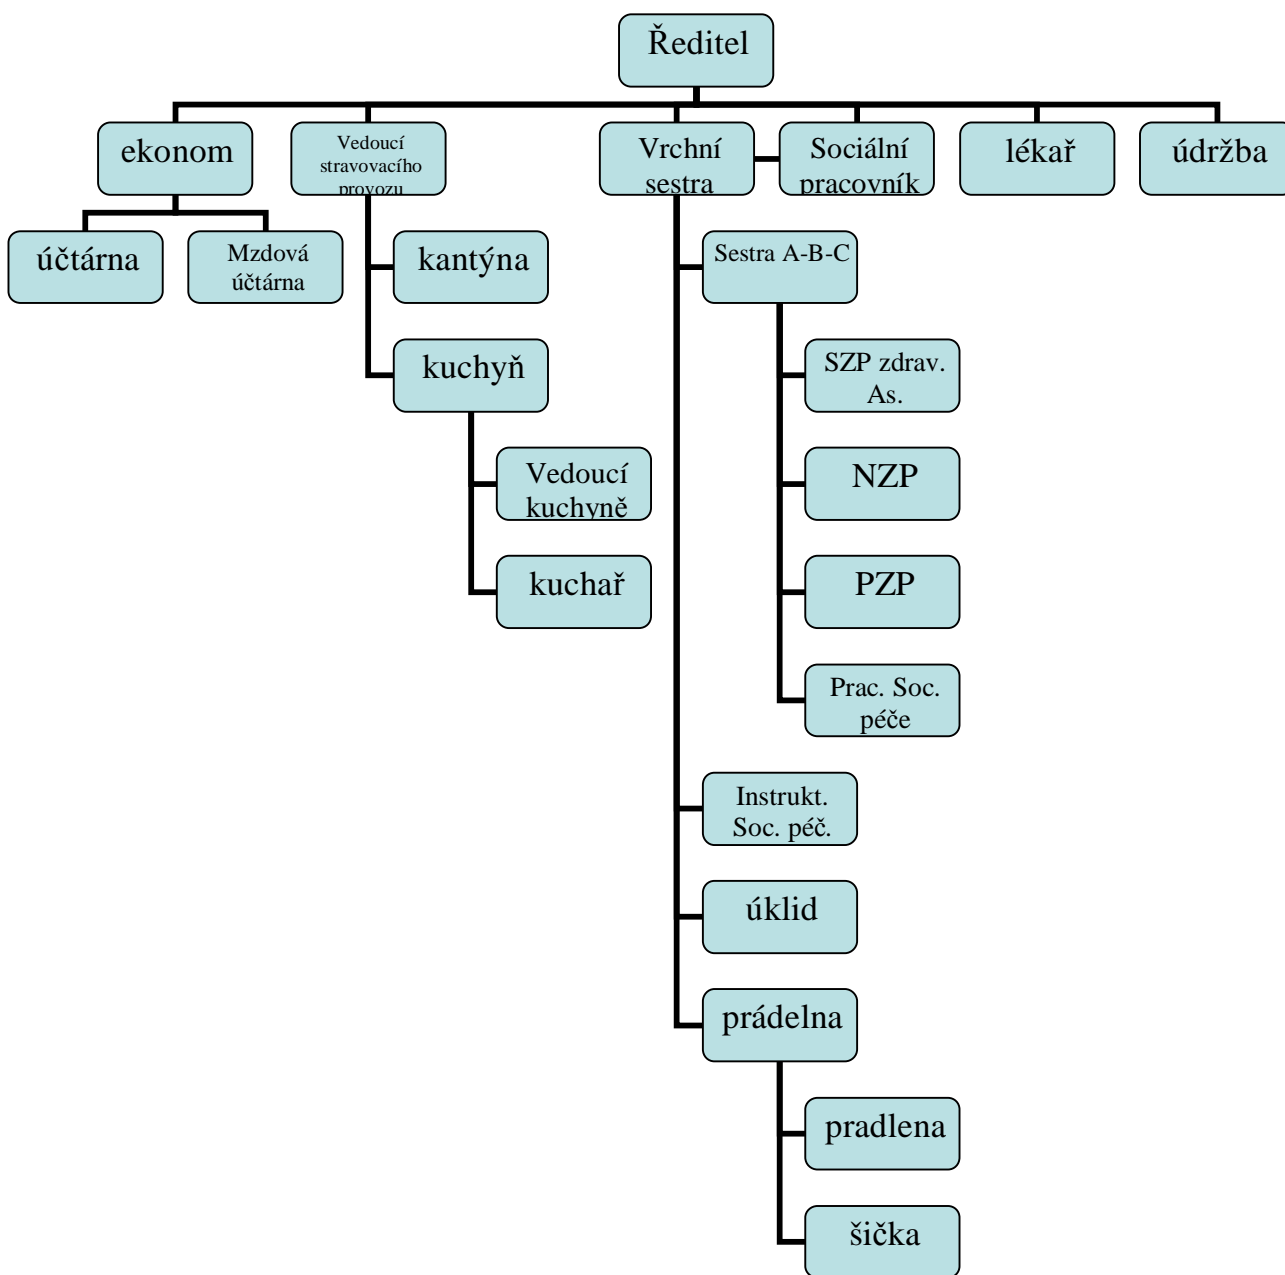 Ředitel
ekonom
Vedoucí
stravovacího
provozu
Vrchní
sestra
Sociální
pracovník
lékař
údržba
účtárna
Mzdová
účtárna
kantýna
Sestra A-B-C
kuchyň
SZP zdrav.
As.
Vedoucí
kuchyně
NZP
kuchař
PZP
Prac. Soc.
péče
Instrukt.
Soc. péč.
úklid
prádelna
pradlena
šička